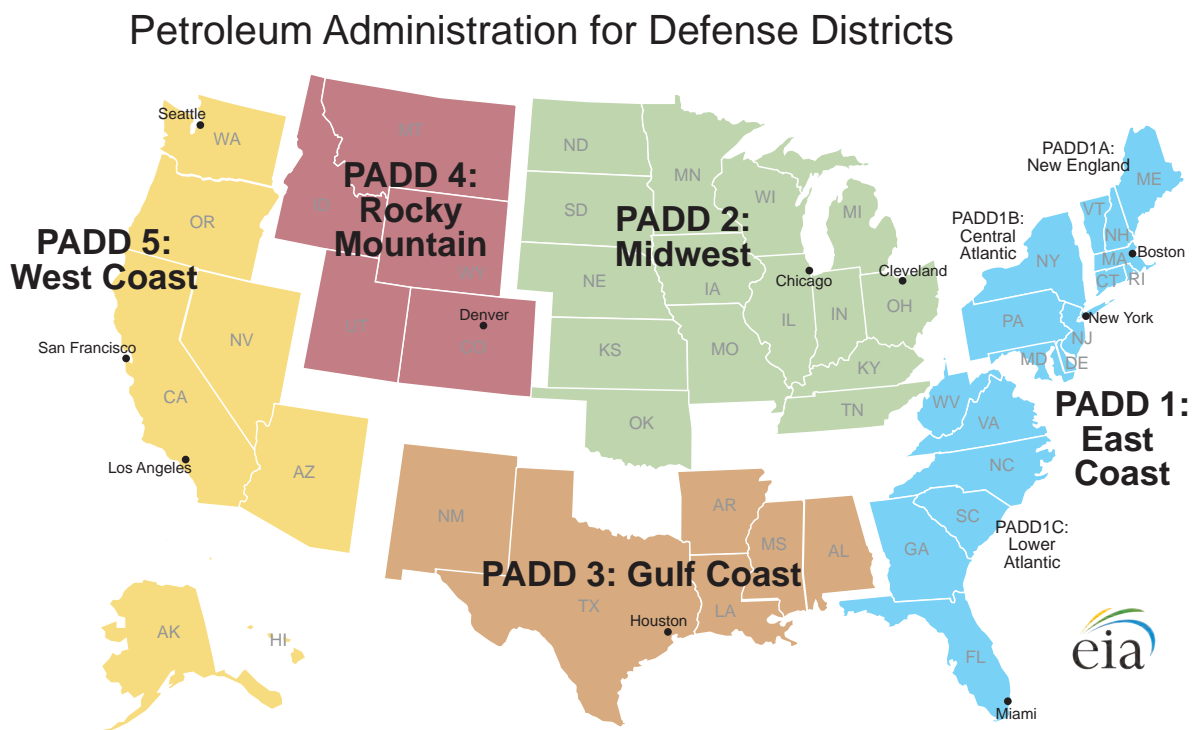 Petroleum Administration for Defense Districts
Seattle
WA
OR
PADD 5:
West Coast
San Francisco
NV
CA
Los Angeles
AZ
AK
HI
MT
ID
PADD 4:
Rocky
Mountain
WY
UT
Denver
CO
ND
MN
SD
WI
MI
PADD 2:
Midwest
NE
IA
Chicago
Cleveland
IL
IN
OH
KS
MO
KY
OK
TN
NM
AR
MS
AL
PADD 3: Gulf Coast
TX
LA
Houston
PADD1A:
New England
ME
VT
NH
PADD1B:
Central
Atlantic
NY
MA
Boston
CT
RI
PA
New York
NJ
MD
DE
WV
VA
PADD 1:
East
Coast
NC
SC
PADD1C:
Lower
Atlantic
GA
FL
Miami
eia